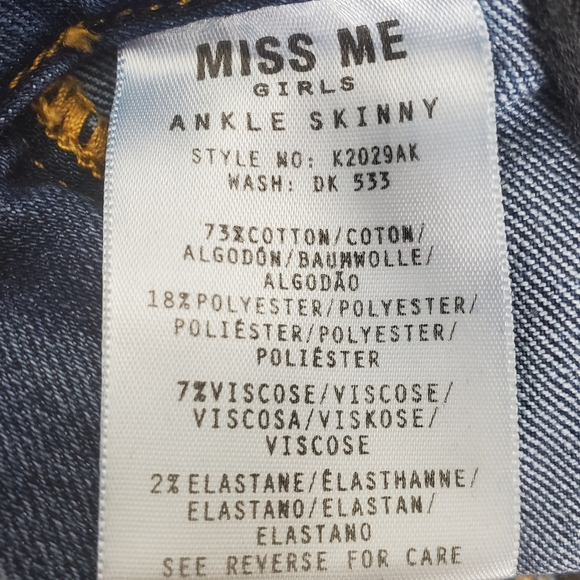 MISS ME
GIRLS
ANKLE SKINNY
STYLE NO: K2029AK
WASH: DK 533
73%COTTON/COTON/
ALGODÓN/BAUMWOLLE/
ALGODÃO
18%POLYESTER/POLYESTER/
POLIÉSTER/POLYESTER/
POLIÉSTER
7%VISCOSE/VISCOSE/
VISCOSA/VISKOSE/
VISCOSE
2%ELASTANE/ÉLASTHANNE/
ELASTANO/ELASTAN/
ELASTANO
SEE REVERSE FOR CARE